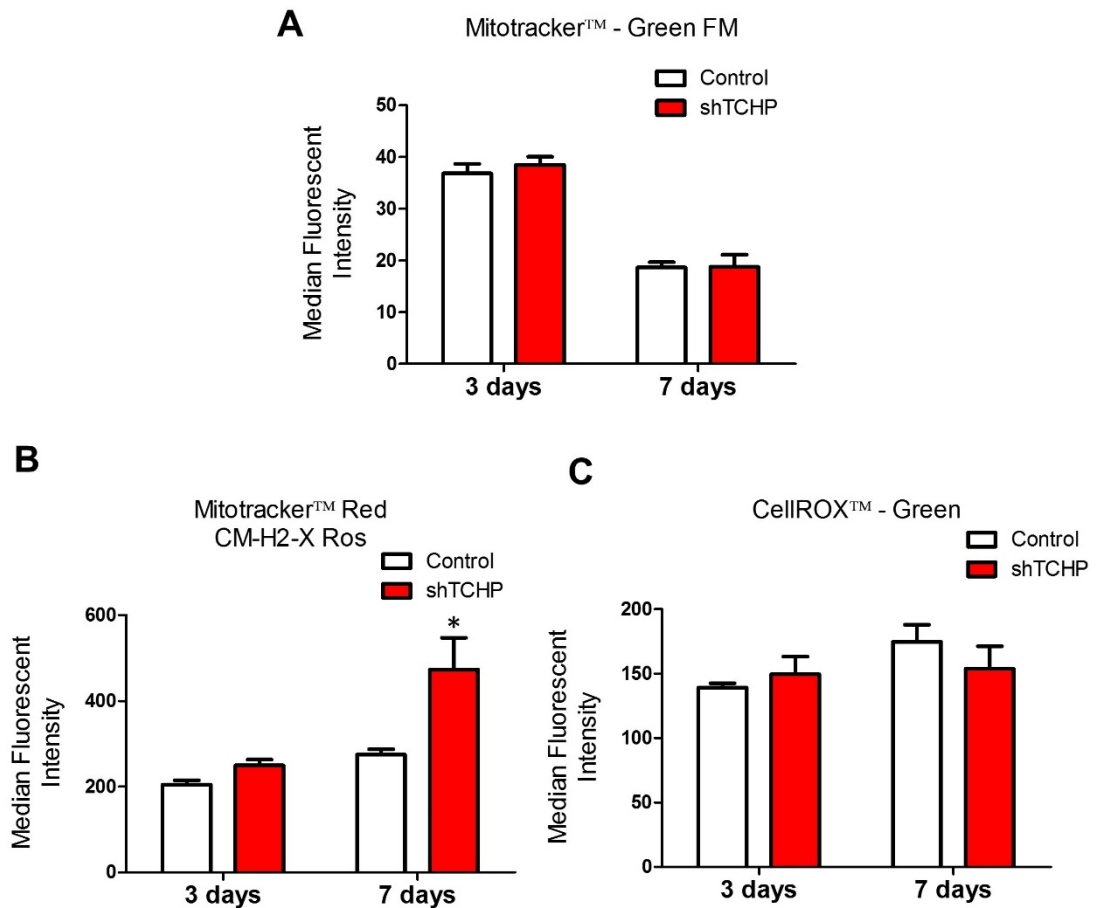 A
Mitotracker™ - Green FM
Control
shTCHP
Median Fluorescent
Intensity
50
40
30
20
10
0
3 days
7 days
B
Mitotracker™ Red
CM-H2-X Ros
Control
shTCHP
Median Fluorescent
Intensity
600
400
200
0
*
3 days
7 days
C
CellROX™ - Green
Control
shTCHP
Median Fluorescent
Intensity
200
150
100
50
0
3 days
7 days